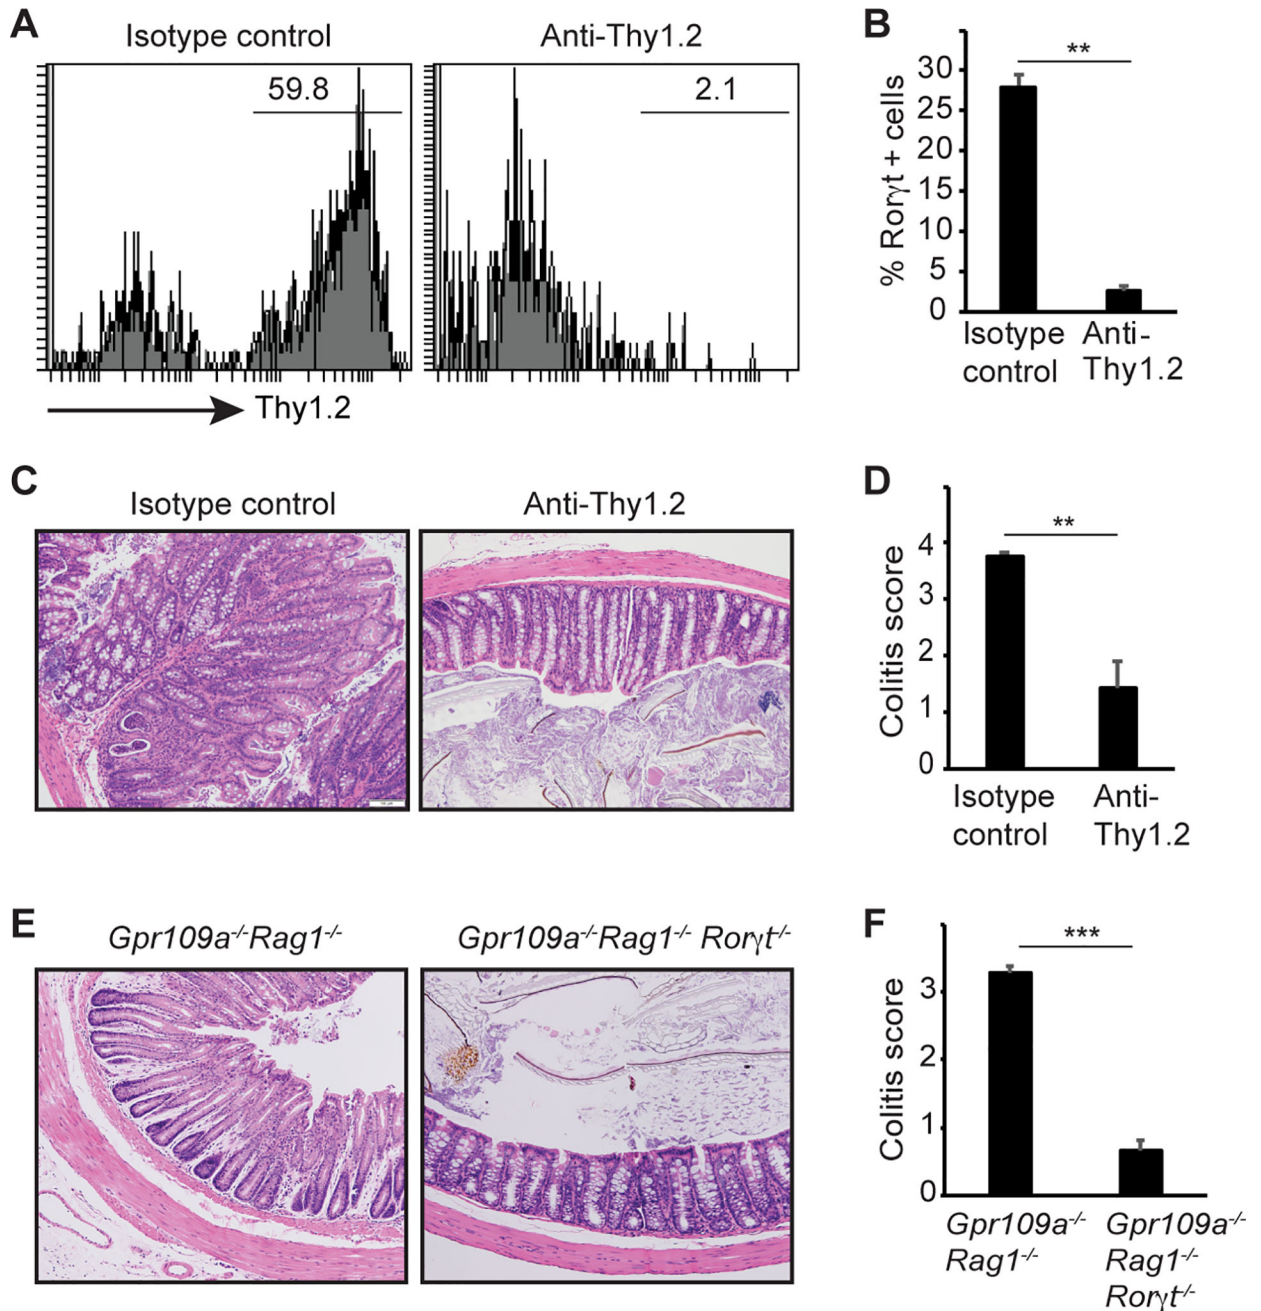 A
Isotype control
Anti-Thy1.2
59.8
2.1
Thy1.2
B
**
% Rorγt + cells
30
25
20
15
10
5
0
Isotype
control
Anti-
Thy1.2
C
Isotype control
Anti-Thy1.2
D
**
Colitis score
4
3
2
1
0
Isotype
control
Anti-
Thy1.2
E
Gpr109a-/-Rag1-/-
Gpr109a-/-Rag1-/- Rorγt-/-
F
***
Colitis score
3
2
1
0
Gpr109a-/-
Rag1-/-
Gpr109a-/-
Rag1-/-
Rorγt-/-